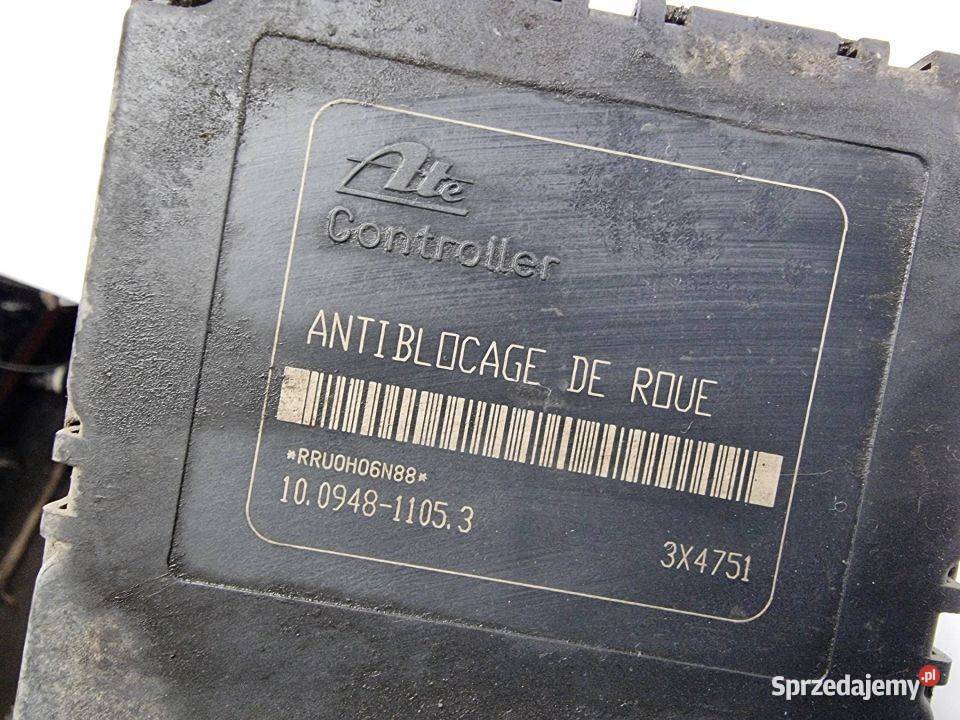 Ate
Controller
ANTIBLOCAGE DE ROUE
*RRU0H06N88*
10.0948-1105.3
3X4751
Sprzedajemy.pl